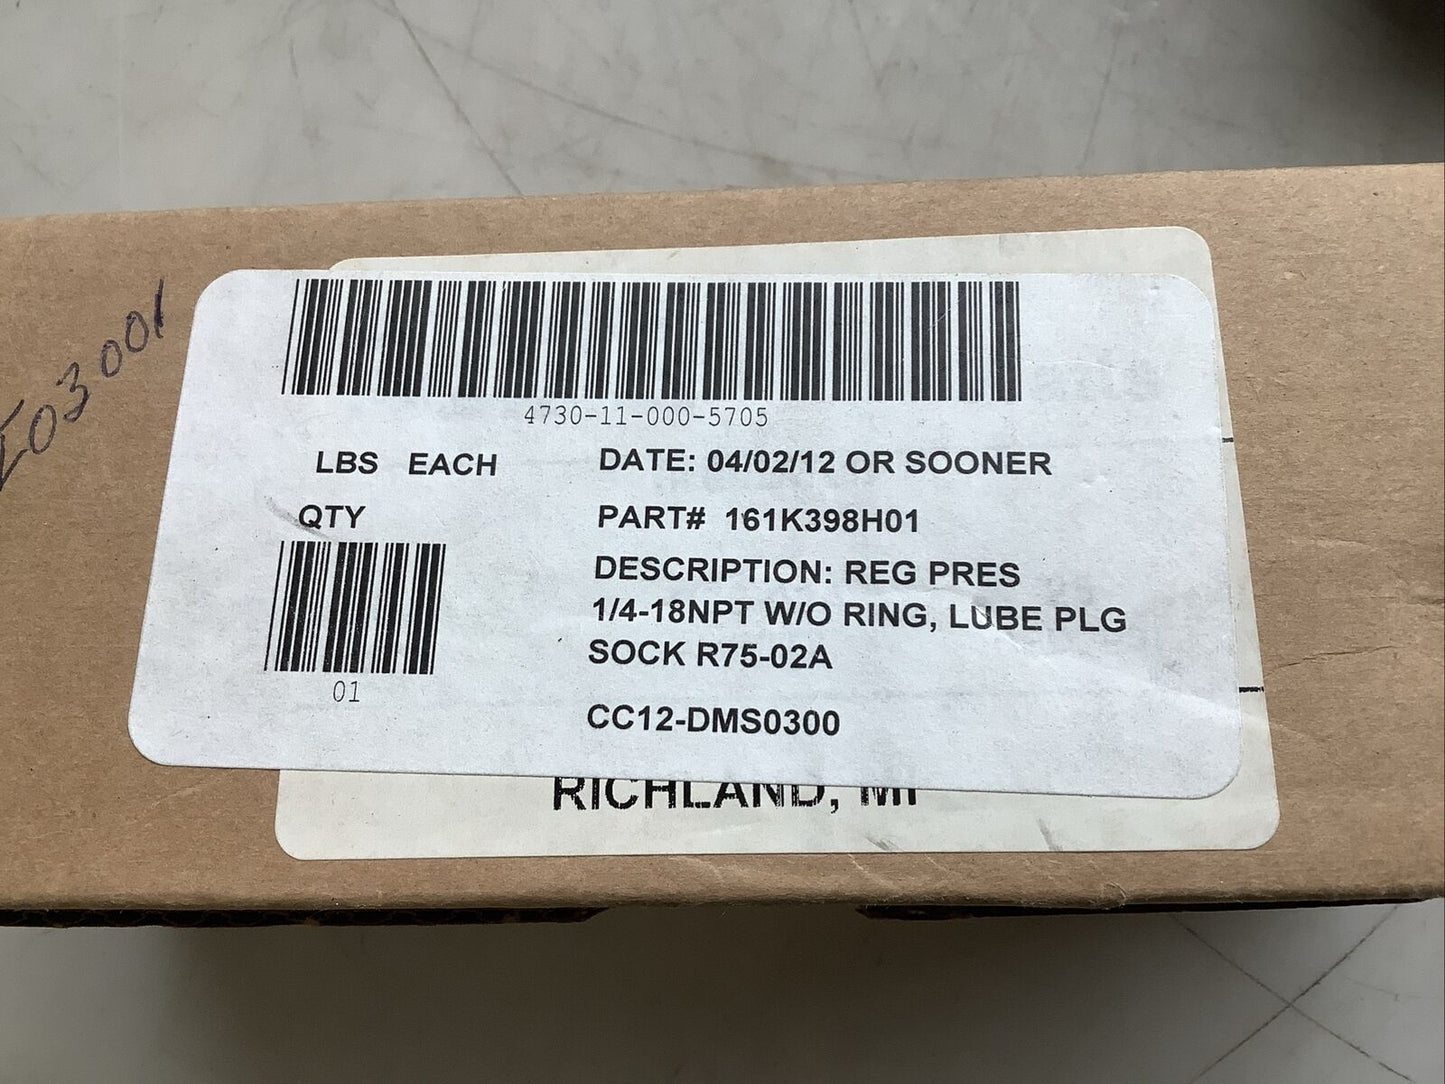 4730-11-000-5705
LBS EACH
DATE: 04/02/12 OR SOONER
QTY
PART# 161K398H01
DESCRIPTION: REG PRES
1/4-18NPT W/O RING, LUBE PLG
SOCK R75-02A
01
CC12-DMS0300
RICHLAND, MI